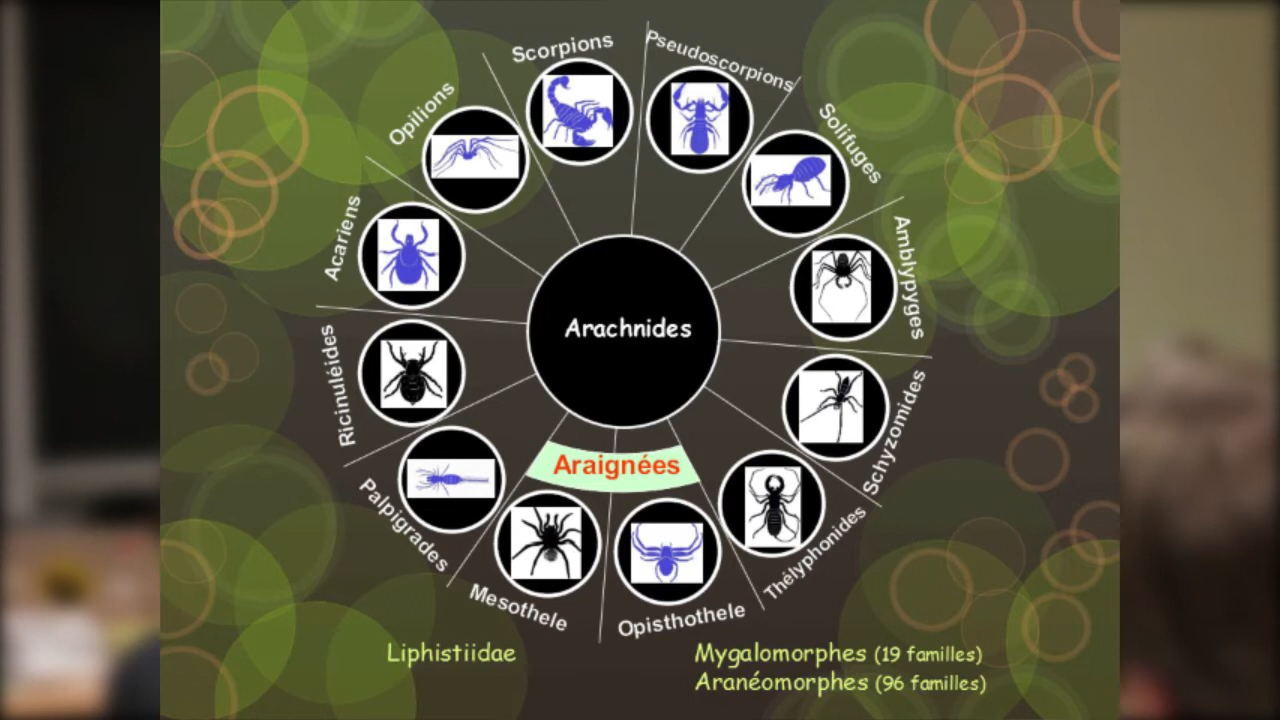 Scorpions
Pseudoscorpions
Opilions
Solifuges
Acariens
Amblypyges
Arachnides
Ricinuléides
Schyzomides
Araignées
Palpigrades
Thélyphonides
Mesothele
Opisthothele
Liphistiidae
Mygalomorphes (19 familles)
Aranéomorphes (96 familles)